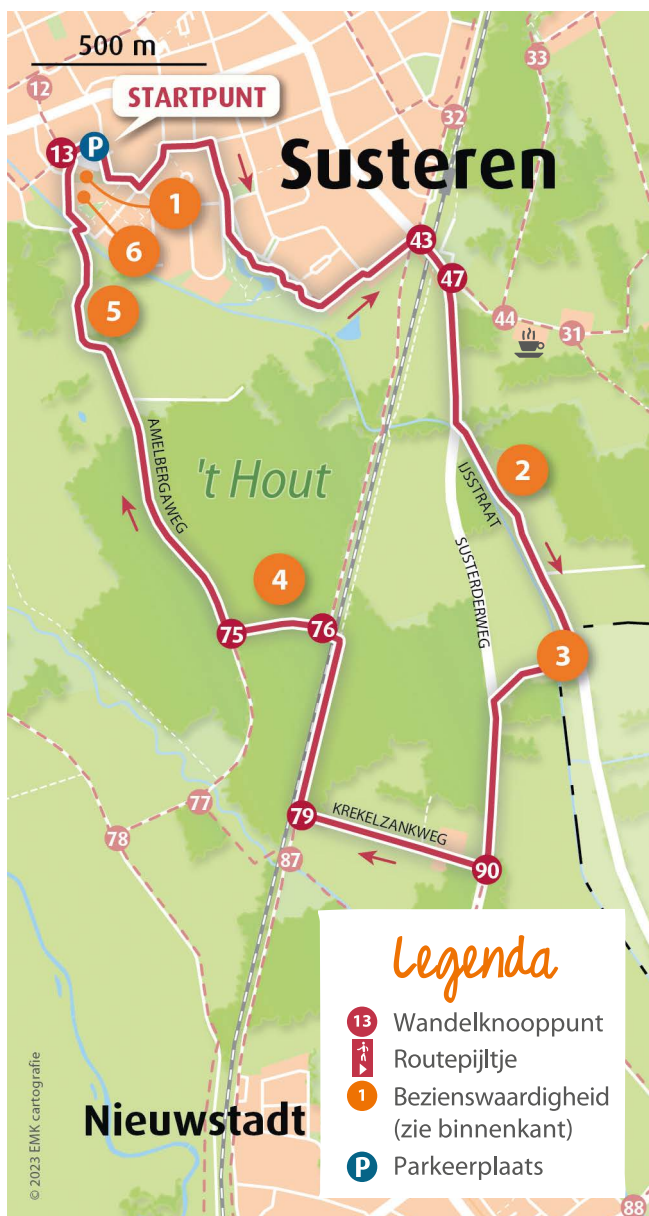 500 m
STARTPUNT
12
33
32
13
P
Susteren
1
6
43
47
5
44
31
AMELBERGAWEG
't Hout
2
IJSSTRAAT
SUSTERDERWEG
4
75
76
3
77
78
79
KREKELZANKWEG
87
90
Legenda
13 Wandelknooppunt
Routepijltje
1 Bezienswaardigheid
(zie binnenkant)
P Parkeerplaats
Nieuwstadt
88
© 2023 EMK cartografie